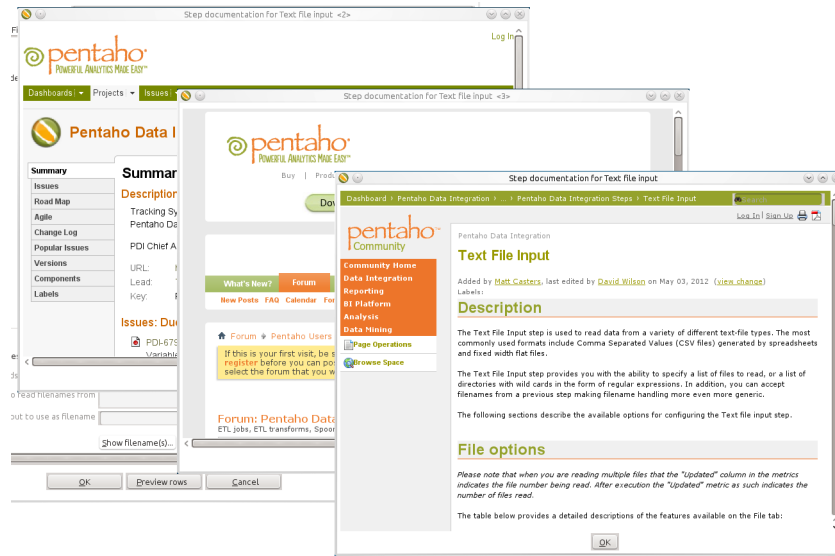 Step documentation for Text file input <2>
Log In
pentaho
POWERFUL ANALYTICS MADE EASY™
Dashboards Projects Issues
Pentaho Data I
Summary
Issues
Road Map
Agile
Change Log
Popular Issues
Versions
Components
Labels
Summar
Description
Tracking Sy
Pentaho Da
PDI Chief A
URL:
Lead:
Key:
Issues: Due
PDI-679
Variable
to read filenames from
put to use as filename
Show filename(s)...
OK
Preview rows
Cancel
Step documentation for Text file input <3>
pentaho
POWERFUL ANALYTICS MADE EASY™
Buy | Produ
Dov
What's New? Forum
New Posts FAQ Calendar For
Forum Pentaho Users
If this is your first visit, be s
register before you can pos
select the forum that you w
Forum: Pentaho Data
ETL jobs, ETL transforms, Spoor
Step documentation for Text file input
Dashboard › Pentaho Data Integration › ... › Pentaho Data Integration Steps › Text File Input
Search
Log In | Sign Up
pentaho
Community
Community Home
Data Integration
Reporting
BI Platform
Analysis
Data Mining
Page Operations
Browse Space
Pentaho Data Integration
Text File Input
Added by Matt Casters, last edited by David Wilson on May 03, 2012 (view change)
Labels:
Description
The Text File Input step is used to read data from a variety of different text-file types. The most
commonly used formats include Comma Separated Values (CSV files) generated by spreadsheets
and fixed width flat files.
The Text File Input step provides you with the ability to specify a list of files to read, or a list of
directories with wild cards in the form of regular expressions. In addition, you can accept
filenames from a previous step making filename handling more even more generic.
The following sections describe the available options for configuring the Text file input step.
File options
Please note that when you are reading multiple files that the "Updated" column in the metrics
indicates the file number being read. After execution the "Updated" metric as such indicates the
number of files read.
The table below provides a detailed descriptions of the features available on the File tab:
OK